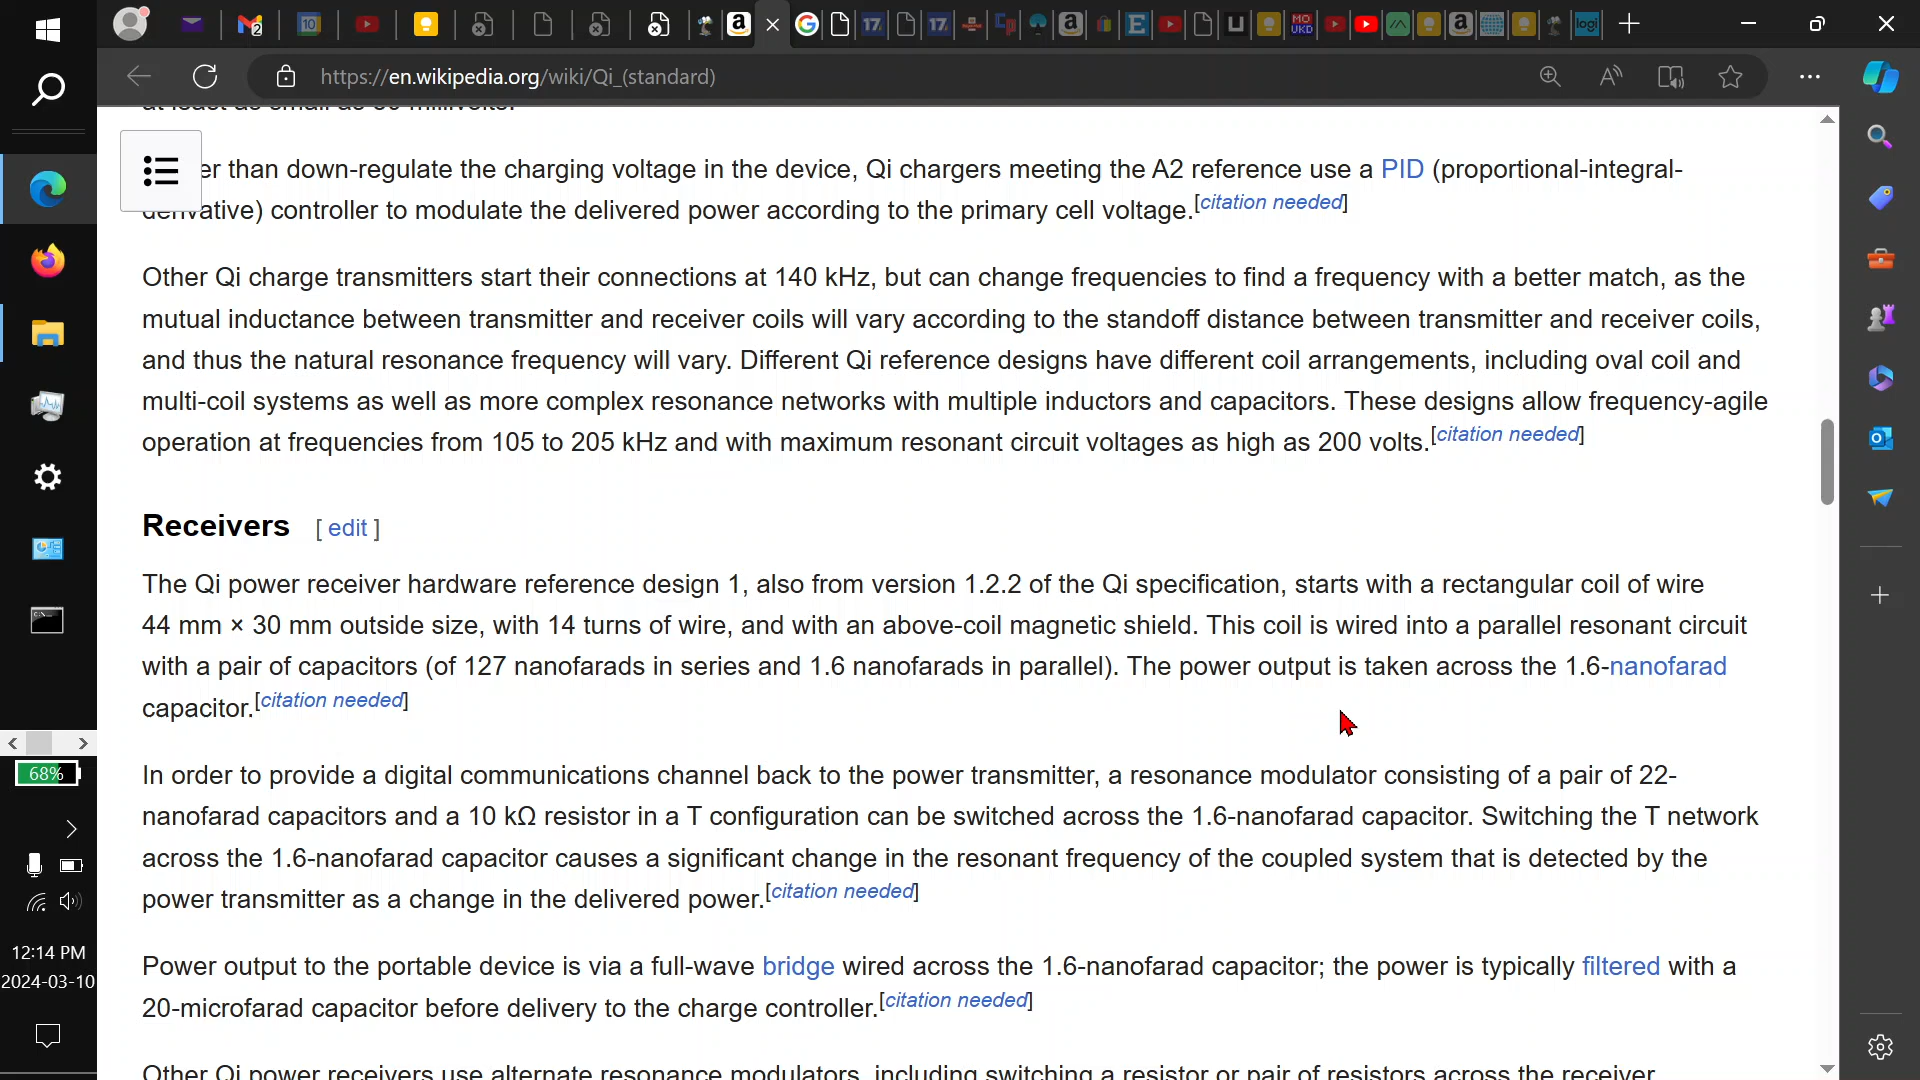 https://en.wikipedia.org/wiki/Qi_(standard)
er than down-regulate the charging voltage in the device, Qi chargers meeting the A2 reference use a PID (proportional-integral-
derivative) controller to modulate the delivered power according to the primary cell voltage.[citation needed]
Other Qi charge transmitters start their connections at 140 kHz, but can change frequencies to find a frequency with a better match, as the
mutual inductance between transmitter and receiver coils will vary according to the standoff distance between transmitter and receiver coils,
and thus the natural resonance frequency will vary. Different Qi reference designs have different coil arrangements, including oval coil and
multi-coil systems as well as more complex resonance networks with multiple inductors and capacitors. These designs allow frequency-agile
operation at frequencies from 105 to 205 kHz and with maximum resonant circuit voltages as high as 200 volts.[citation needed]
Receivers [ edit ]
The Qi power receiver hardware reference design 1, also from version 1.2.2 of the Qi specification, starts with a rectangular coil of wire
44 mm × 30 mm outside size, with 14 turns of wire, and with an above-coil magnetic shield. This coil is wired into a parallel resonant circuit
with a pair of capacitors (of 127 nanofarads in series and 1.6 nanofarads in parallel). The power output is taken across the 1.6-nanofarad
capacitor.[citation needed]
In order to provide a digital communications channel back to the power transmitter, a resonance modulator consisting of a pair of 22-
nanofarad capacitors and a 10 kΩ resistor in a T configuration can be switched across the 1.6-nanofarad capacitor. Switching the T network
across the 1.6-nanofarad capacitor causes a significant change in the resonant frequency of the coupled system that is detected by the
power transmitter as a change in the delivered power.[citation needed]
Power output to the portable device is via a full-wave bridge wired across the 1.6-nanofarad capacitor; the power is typically filtered with a
20-microfarad capacitor before delivery to the charge controller.[citation needed]
Other Qi power receivers use alternate resonance modulators, including switching a resistor or pair of resistors across the receiver
68%
12:14 PM
2024-03-10